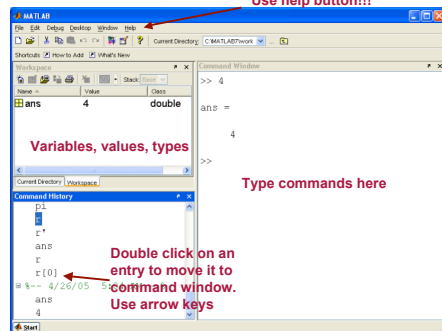 Use help button!!!
MATLAB
File Edit Debug Desktop Window Help
Current Directory: C:\MATLAB7\work
Shortcuts How to Add What's New
Workspace
Stack: Base
Name Value Class
ans 4 double
Variables, values, types
Current Directory Workspace
Command History
pi
r
r'
ans
r
r[0]
%-- 4/26/05 5:
ans
4
Double click on an
entry to move it to
command window.
Use arrow keys
Command Window
>> 4
ans =
4
>>
Type commands here
Start